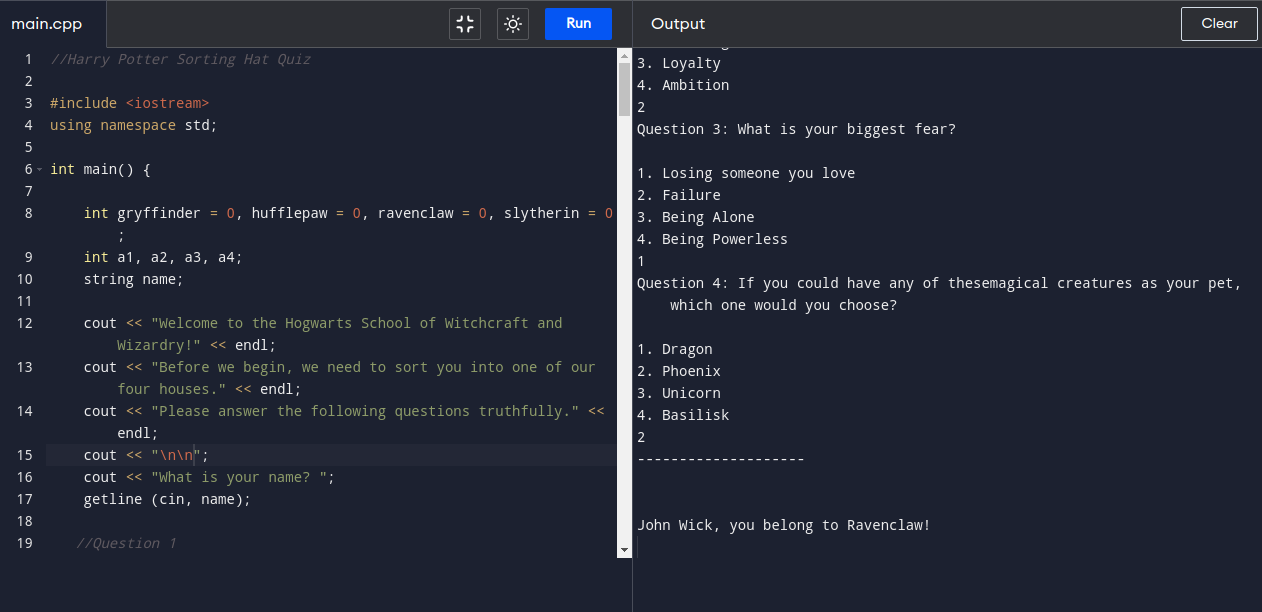 main.cpp
Run
Output
Clear
1 //Harry Potter Sorting Hat Quiz
2
3 #include <iostream>
4 using namespace std;
5
6 int main() {
7
8 int gryffinder = 0, hufflepaw = 0, ravenclaw = 0, slytherin = 0
;
9 int a1, a2, a3, a4;
10 string name;
11
12 cout << "Welcome to the Hogwarts School of Witchcraft and
Wizardry!" << endl;
13 cout << "Before we begin, we need to sort you into one of our
four houses." << endl;
14 cout << "Please answer the following questions truthfully." <<
endl;
15 cout << "\n\n";
16 cout << "What is your name? ";
17 getline (cin, name);
18
19 //Question 1
3. Loyalty
4. Ambition
2
Question 3: What is your biggest fear?
1. Losing someone you love
2. Failure
3. Being Alone
4. Being Powerless
1
Question 4: If you could have any of thesemagical creatures as your pet,
which one would you choose?
1. Dragon
2. Phoenix
3. Unicorn
4. Basilisk
2
--------------------
John Wick, you belong to Ravenclaw!